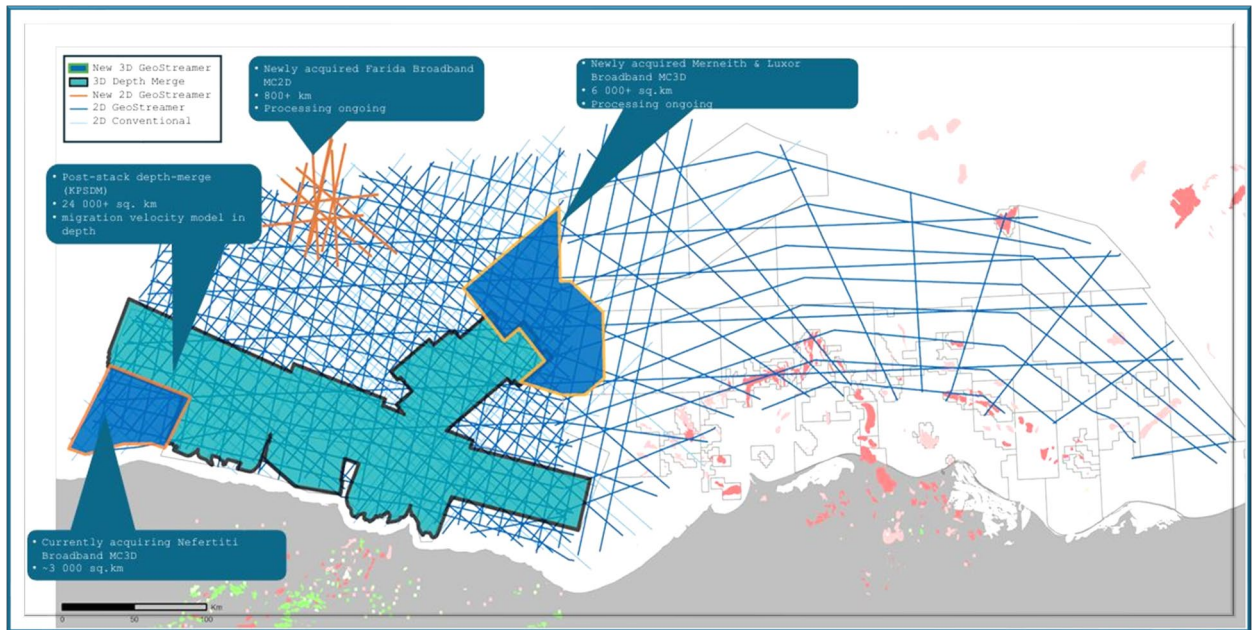 New 3D GeoStreamer
3D Depth Merge
New 2D GeoStreamer
2D GeoStreamer
2D Conventional
• Newly acquired Farida Broadband
MC2D
• 800+ km
• Processing ongoing
• Newly acquired Merneith & Luxor
Broadband MC3D
• 6 000+ sq.km
• Processing ongoing
• Post-stack depth-merge
(KPSDM)
• 24 000+ sq. km
• migration velocity model in
depth
• Currently acquiring Nefertiti
Broadband MC3D
• ~3 000 sq.km
Km
0 50 100